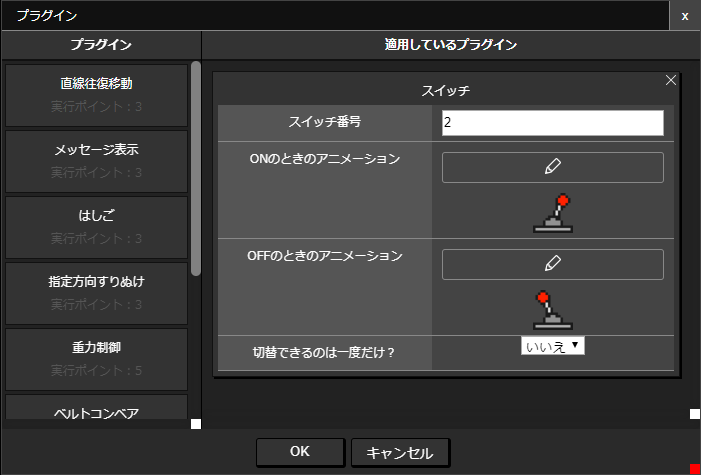 プラグイン
x
プラグイン
適用しているプラグイン
直線往復移動
実行ポイント：3
メッセージ表示
実行ポイント：3
はしご
実行ポイント：3
指定方向すりぬけ
実行ポイント：3
重力制御
実行ポイント：5
ベルトコンベア
スイッチ
スイッチ番号
2
ONのときのアニメーション
OFFのときのアニメーション
切替できるのは一度だけ？
いいえ
OK
キャンセル